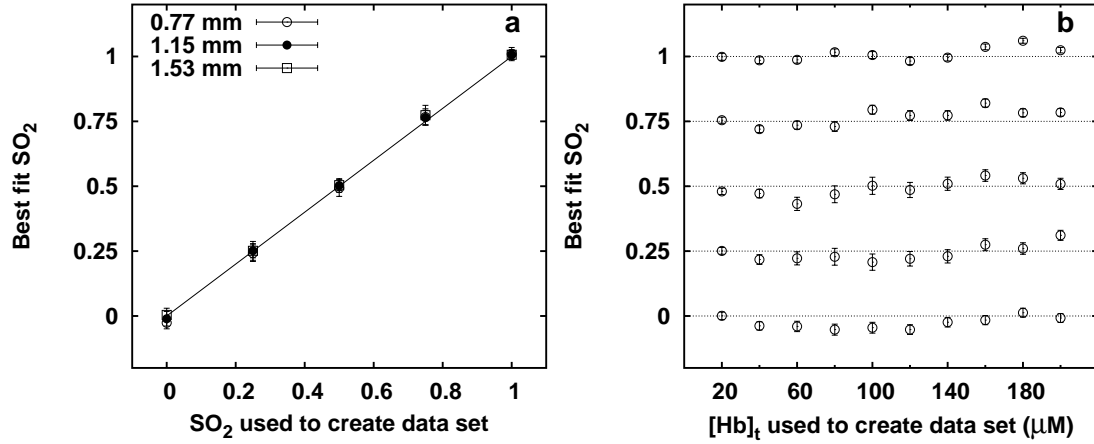 a
0.77 mm
1.15 mm
1.53 mm
1
0.75
0.5
0.25
0
Best fit SO2
0 0.2 0.4 0.6 0.8 1
SO2 used to create data set
b
1
0.75
0.5
0.25
0
Best fit SO2
20 60 100 140 180
[Hb]t used to create data set (μM)